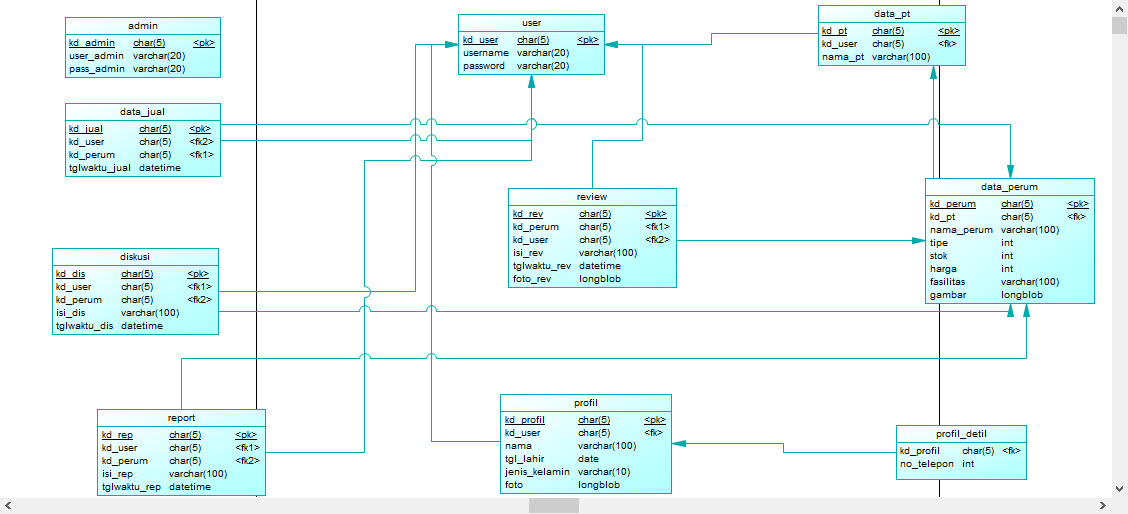 admin
kd_admin char(5) <pk>
user_admin varchar(20)
pass_admin varchar(20)
user
kd_user char(5) <pk>
username varchar(20)
password varchar(20)
data_pt
kd_pt char(5) <pk>
kd_user char(5) <fk>
nama_pt varchar(100)
data_jual
kd_jual char(5) <pk>
kd_user char(5) <fk2>
kd_perum char(5) <fk1>
tglwaktu_jual datetime
review
kd_rev char(5) <pk>
kd_perum char(5) <fk1>
kd_user char(5) <fk2>
isi_rev varchar(100)
tglwaktu_rev datetime
foto_rev longblob
data_perum
kd_perum char(5) <pk>
kd_pt char(5) <fk>
nama_perum varchar(100)
tipe int
stok int
harga int
fasilitas varchar(100)
gambar longblob
diskusi
kd_dis char(5) <pk>
kd_user char(5) <fk1>
kd_perum char(5) <fk2>
isi_dis varchar(100)
tglwaktu_dis datetime
report
kd_rep char(5) <pk>
kd_user char(5) <fk1>
kd_perum char(5) <fk2>
isi_rep varchar(100)
tglwaktu_rep datetime
profil
kd_profil char(5) <pk>
kd_user char(5) <fk>
nama varchar(100)
tgl_lahir date
jenis_kelamin varchar(10)
foto longblob
profil_detil
kd_profil char(5) <fk>
no_telepon int